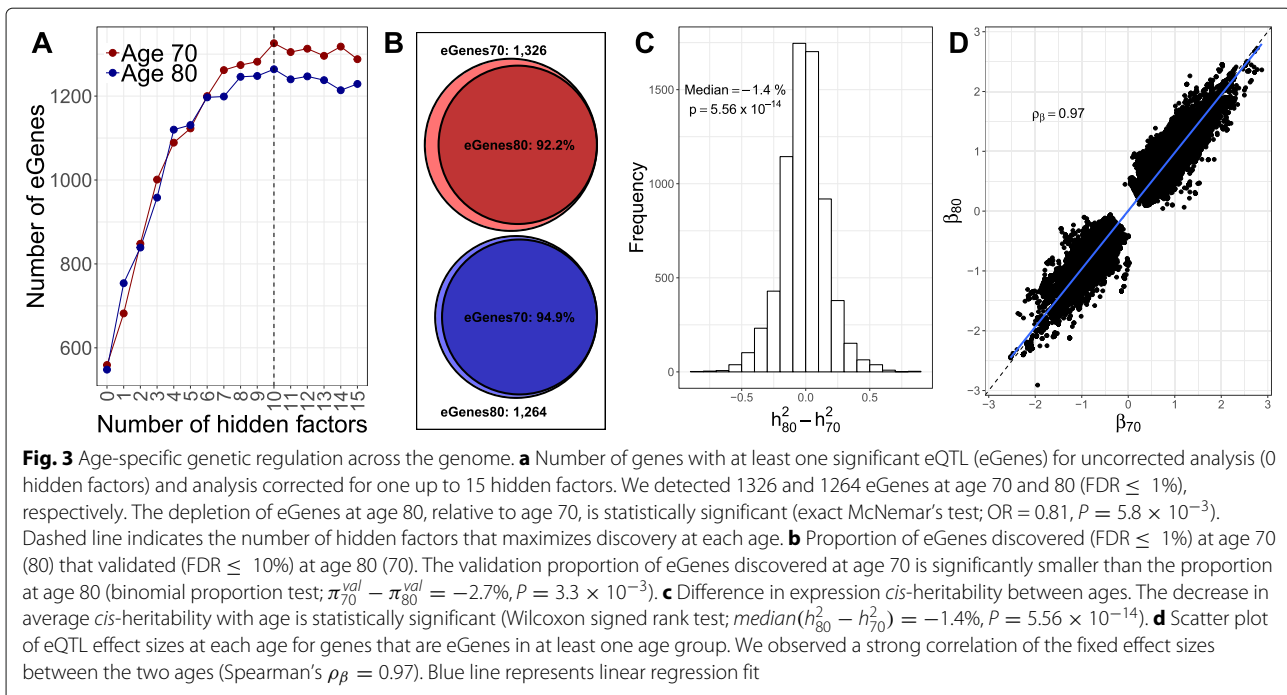 A
Age 70
Age 80
1200
1000
800
600
Number of eGenes
0 1 2 3 4 5 6 7 8 9 10 11 12 13 14 15
Number of hidden factors
B
eGenes70: 1,326
eGenes80: 92.2%
eGenes70: 94.9%
eGenes80: 1,264
C
Median = −1.4 %
p = 5.56 x 10⁻¹⁴
1500
1000
500
0
Frequency
−0.5 0.0 0.5
h²₈₀ − h²₇₀
D
ρᵦ = 0.97
3
2
1
0
−1
−2
−3
β₈₀
−3 −2 −1 0 1 2 3
β₇₀
Fig. 3 Age-specific genetic regulation across the genome. a Number of genes with at least one significant eQTL (eGenes) for uncorrected analysis (0
hidden factors) and analysis corrected for one up to 15 hidden factors. We detected 1326 and 1264 eGenes at age 70 and 80 (FDR ≤ 1%),
respectively. The depletion of eGenes at age 80, relative to age 70, is statistically significant (exact McNemar's test; OR = 0.81, P = 5.8 × 10⁻³).
Dashed line indicates the number of hidden factors that maximizes discovery at each age. b Proportion of eGenes discovered (FDR ≤ 1%) at age 70
(80) that validated (FDR ≤ 10%) at age 80 (70). The validation proportion of eGenes discovered at age 70 is significantly smaller than the proportion
at age 80 (binomial proportion test; π₇₀ᵛᵃˡ − π₈₀ᵛᵃˡ = −2.7%, P = 3.3 × 10⁻³). c Difference in expression cis-heritability between ages. The decrease in
average cis-heritability with age is statistically significant (Wilcoxon signed rank test; median(h²₈₀ − h²₇₀) = −1.4%, P = 5.56 × 10⁻¹⁴). d Scatter plot
of eQTL effect sizes at each age for genes that are eGenes in at least one age group. We observed a strong correlation of the fixed effect sizes
between the two ages (Spearman's ρᵦ = 0.97). Blue line represents linear regression fit